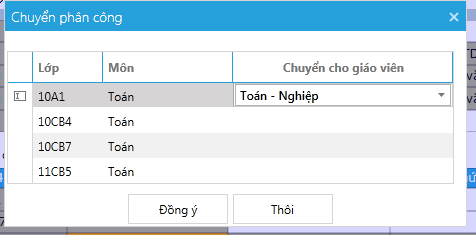 Chuyển phân công
Lớp Môn Chuyển cho giáo viên
10A1 Toán Toán - Nghiệp
10CB4 Toán
10CB7 Toán
11CB5 Toán
Đồng ý Thôi